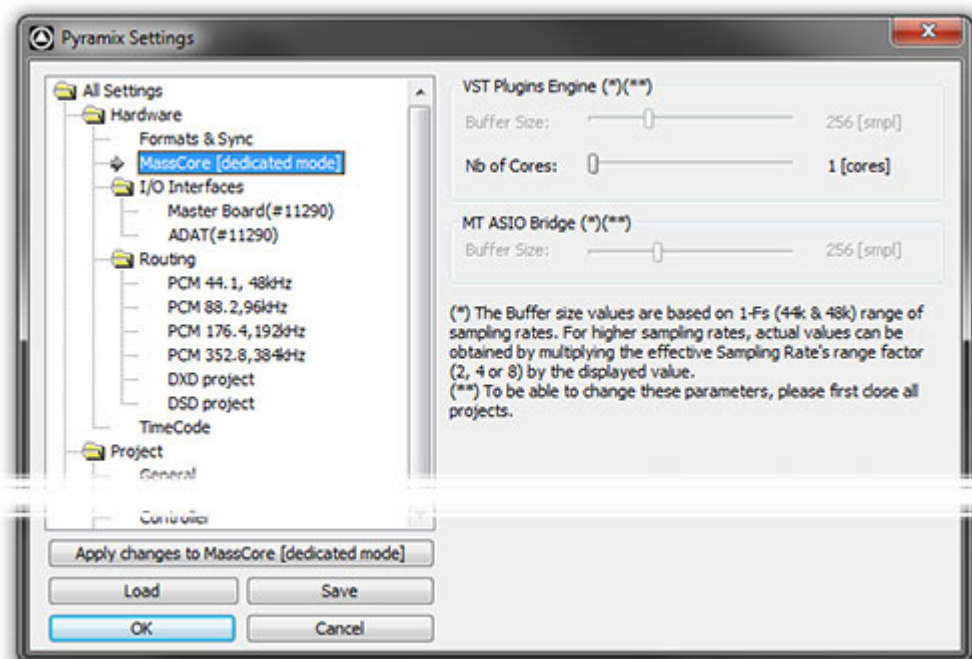 Pyramix Settings
All Settings
Hardware
Formats & Sync
MassCore [dedicated mode]
I/O Interfaces
Master Board(#11290)
ADAT(#11290)
Routing
PCM 44.1, 48kHz
PCM 88.2,96kHz
PCM 176.4,192kHz
PCM 352.8,384kHz
DXD project
DSD project
TimeCode
Project
General
Controller
Apply changes to MassCore [dedicated mode]
Load Save
OK Cancel
VST Plugins Engine (*)(**)
Buffer Size: 256 [smpl]
Nb of Cores: 1 [cores]
MT ASIO Bridge (*)(**)
Buffer Size: 256 [smpl]
(*) The Buffer size values are based on 1-Fs (44k & 48k) range of
sampling rates. For higher sampling rates, actual values can be
obtained by multiplying the effective Sampling Rate's range factor
(2, 4 or 8) by the displayed value.
(**) To be able to change these parameters, please first close all
projects.